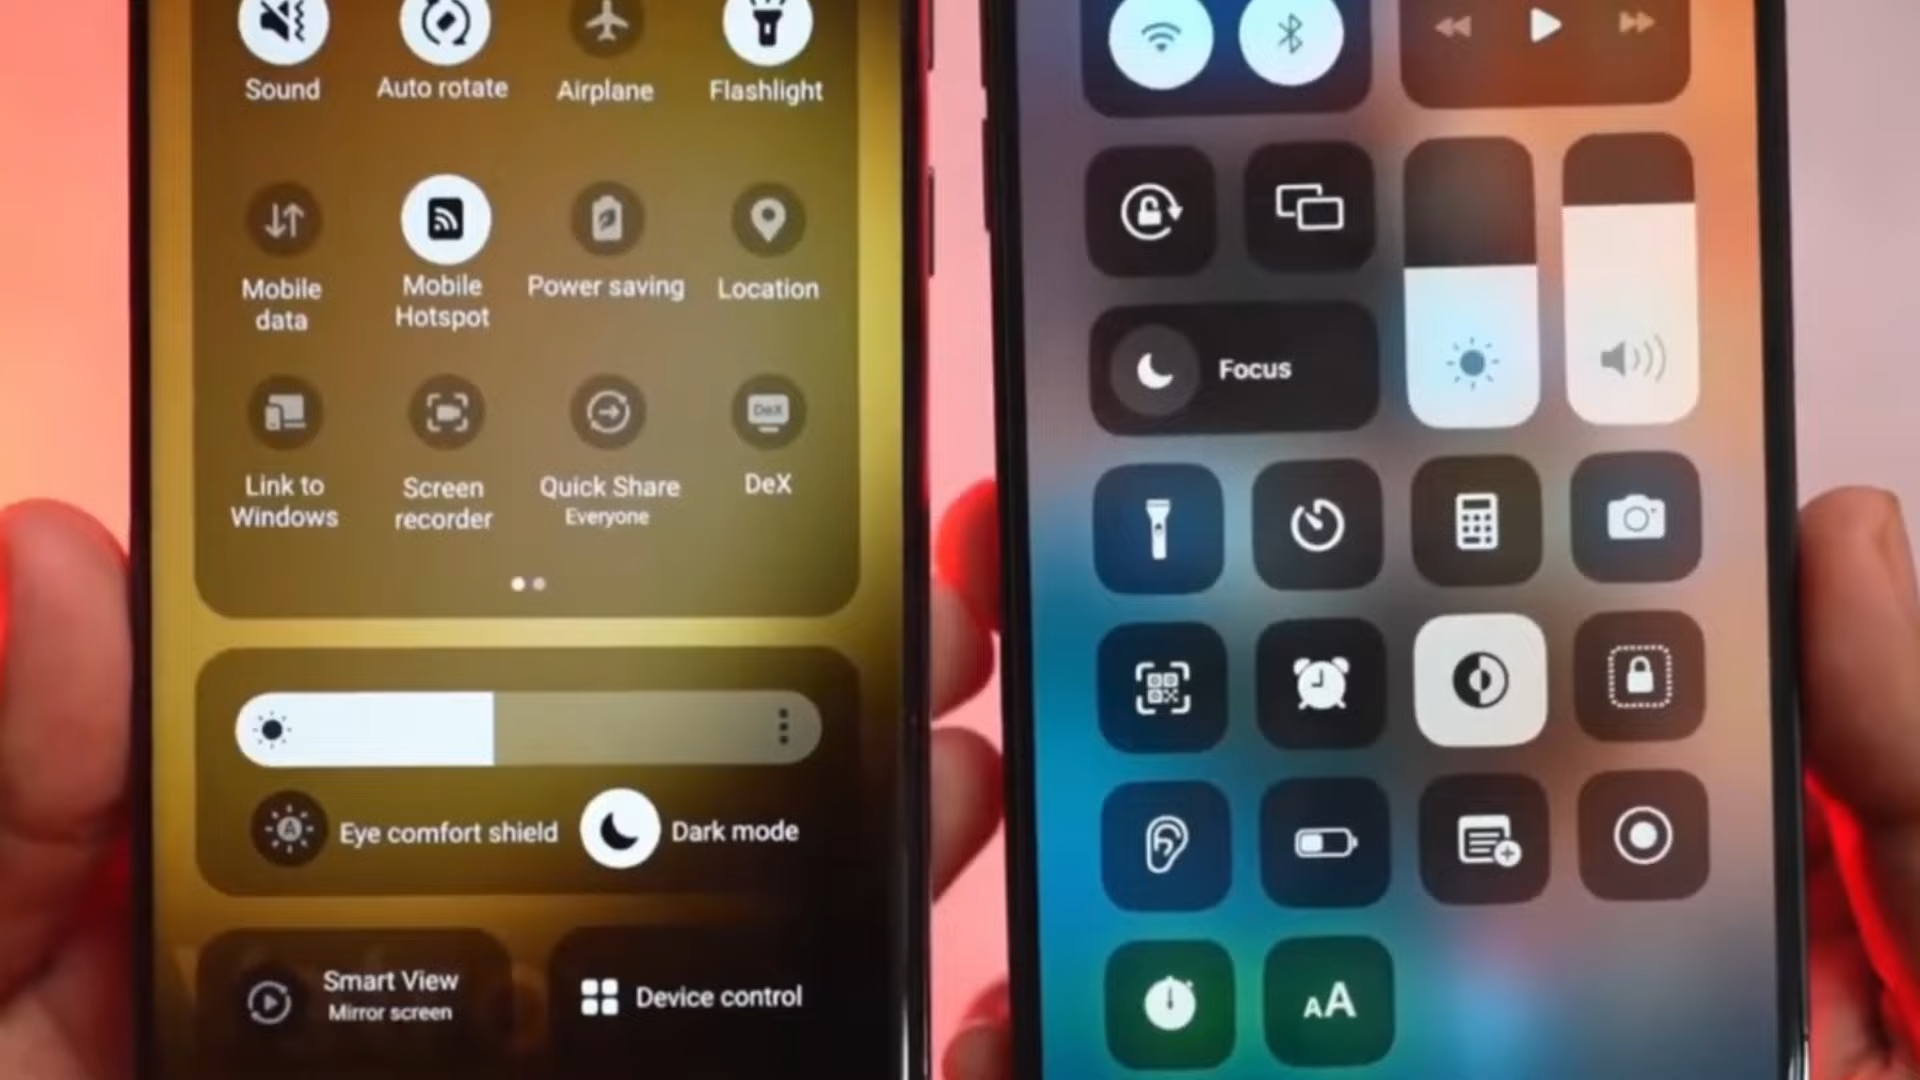 Sound
Auto rotate
Airplane
Flashlight
Mobile
data
Mobile
Hotspot
Power saving
Location
Link to
Windows
Screen
recorder
Quick Share
Everyone
DeX
DeX
Eye comfort shield
Dark mode
Smart View
Mirror screen
Device control
Focus
AA